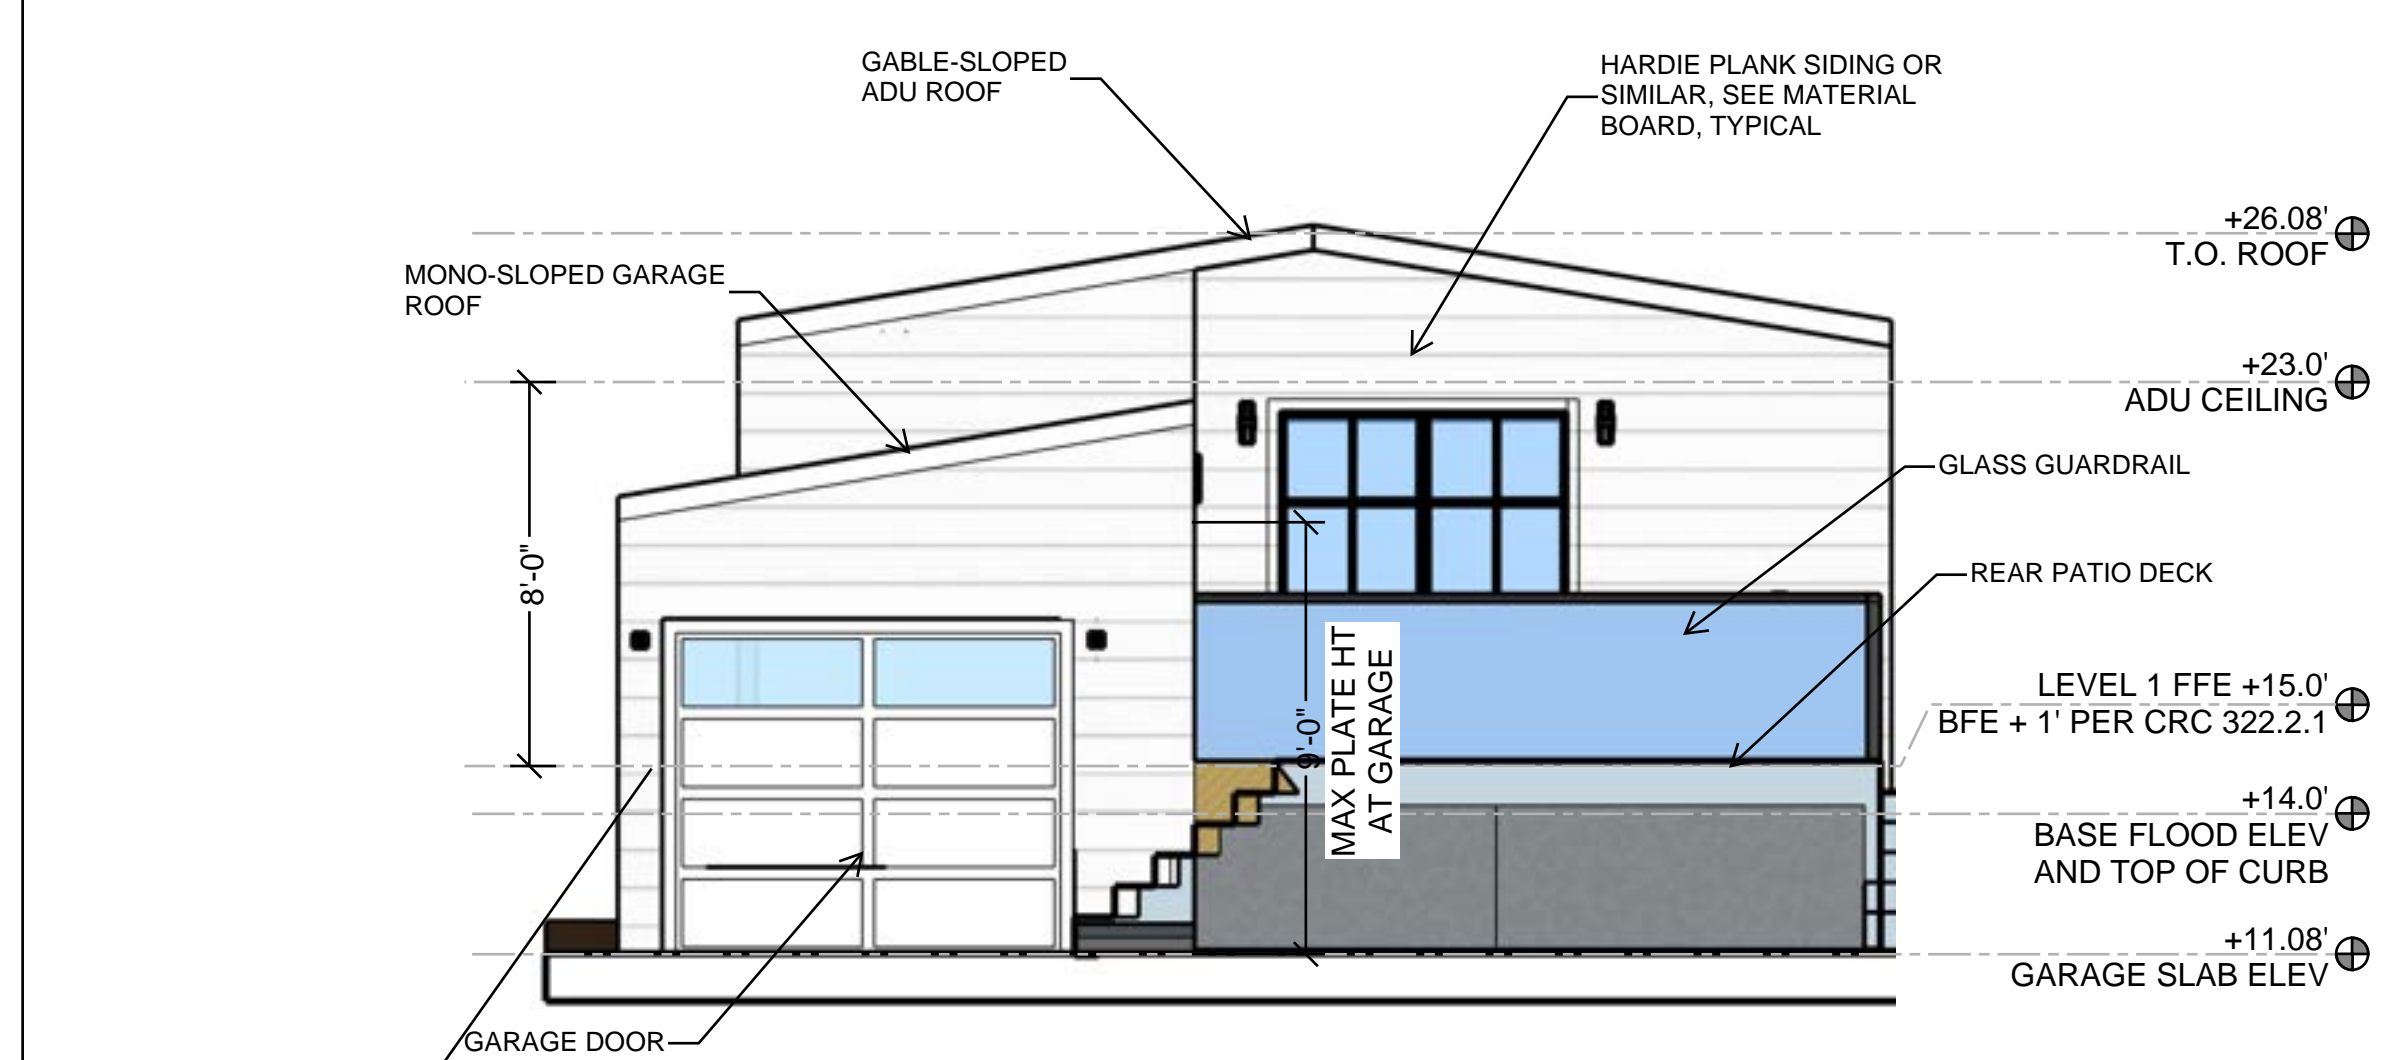 GABLE-SLOPED
ADU ROOF
HARDIE PLANK SIDING OR
SIMILAR, SEE MATERIAL
BOARD, TYPICAL
+26.08'
T.O. ROOF
MONO-SLOPED GARAGE
ROOF
+23.0'
ADU CEILING
GLASS GUARDRAIL
8'-0"
REAR PATIO DECK
9'-0"
MAX PLATE HT
AT GARAGE
LEVEL 1 FFE +15.0'
BFE + 1' PER CRC 322.2.1
+14.0'
BASE FLOOD ELEV
AND TOP OF CURB
+11.08'
GARAGE SLAB ELEV
GARAGE DOOR